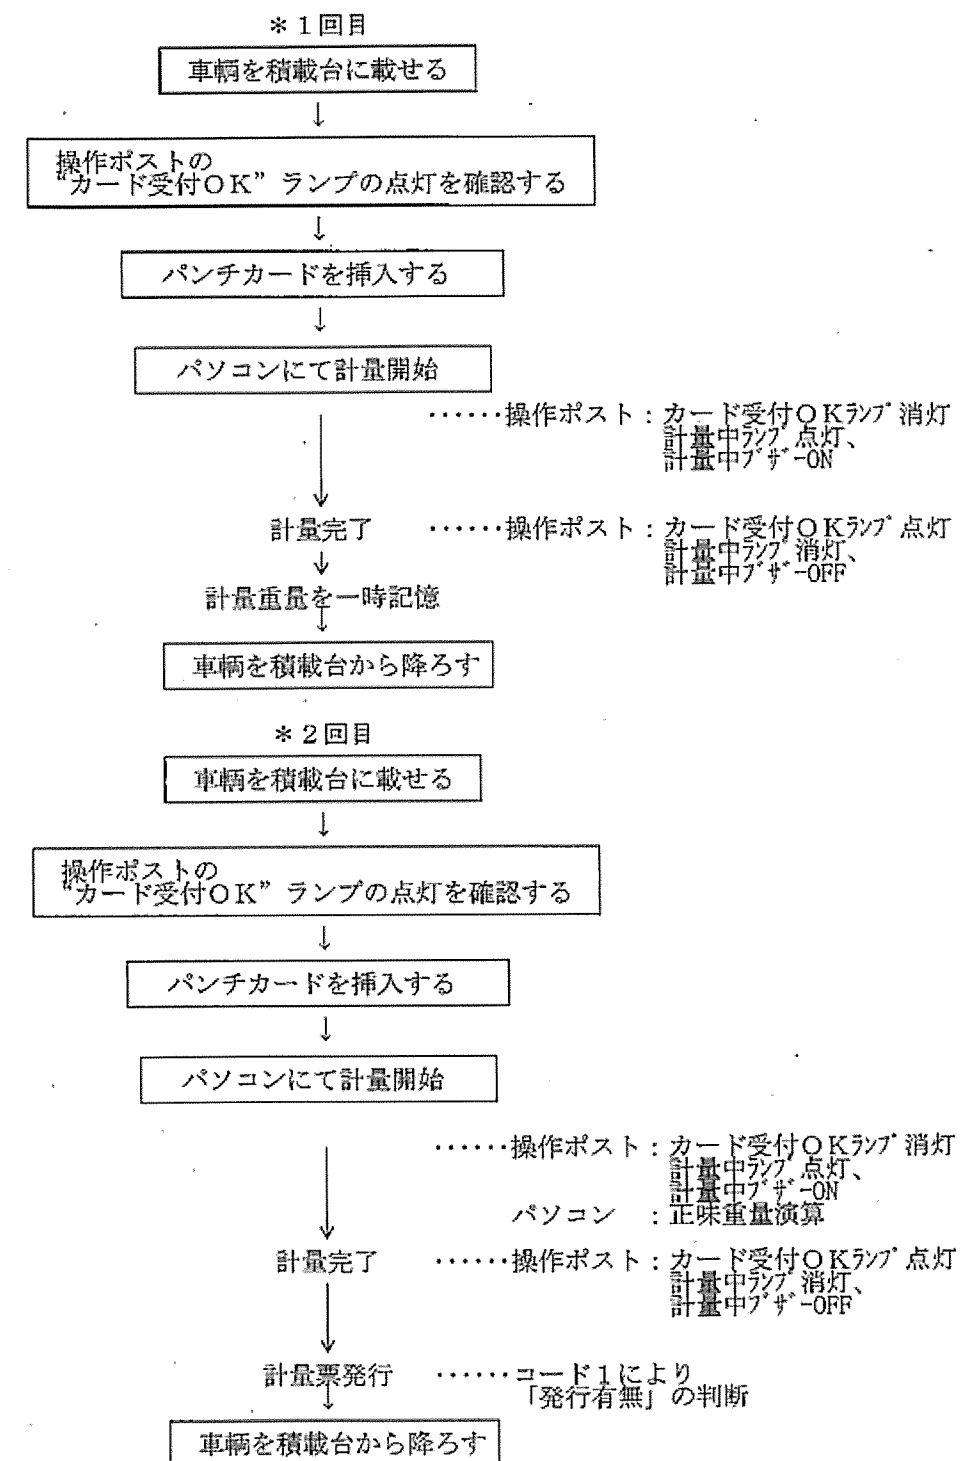 ＊1回目
車輌を積載台に載せる
↓
操作ポストの
“カード受付ＯＫ”ランプの点灯を確認する
↓
パンチカードを挿入する
↓
パソコンにて計量開始
……操作ポスト：カード受付ＯＫﾗﾝﾌﾟ消灯
計量中ﾗﾝﾌﾟ点灯、
計量中ﾌﾞｻﾞｰON
↓
計量完了 ……操作ポスト：カード受付ＯＫﾗﾝﾌﾟ点灯
計量中ﾗﾝﾌﾟ消灯、
計量中ﾌﾞｻﾞｰOFF
↓
計量重量を一時記憶
↓
車輌を積載台から降ろす
＊2回目
車輌を積載台に載せる
↓
操作ポストの
“カード受付ＯＫ”ランプの点灯を確認する
↓
パンチカードを挿入する
↓
パソコンにて計量開始
……操作ポスト：カード受付ＯＫﾗﾝﾌﾟ消灯
計量中ﾗﾝﾌﾟ点灯、
計量中ﾌﾞｻﾞｰON
パソコン ：正味重量演算
↓
計量完了 ……操作ポスト：カード受付ＯＫﾗﾝﾌﾟ点灯
計量中ﾗﾝﾌﾟ消灯、
計量中ﾌﾞｻﾞｰOFF
↓
計量票発行 ……コード１により
「発行有無」の判断
↓
車輌を積載台から降ろす